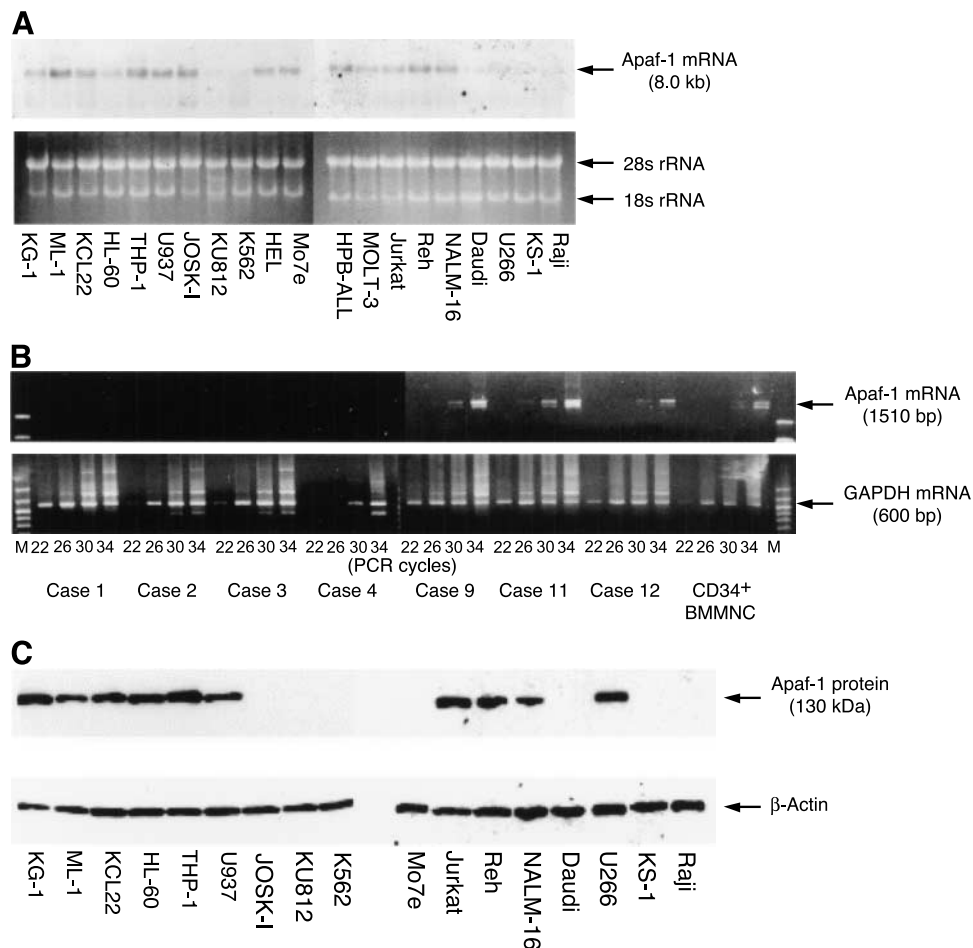 A
Apaf-1 mRNA
(8.0 kb)
28s rRNA
18s rRNA
KG-1
ML-1
KCL22
HL-60
THP-1
U937
JOSK-I
KU812
K562
HEL
Mo7e
HPB-ALL
MOLT-3
Jurkat
Reh
NALM-16
Daudi
U266
KS-1
Raji
B
Apaf-1 mRNA
(1510 bp)
GAPDH mRNA
(600 bp)
M 22 26 30 34 22 26 30 34 22 26 30 34 22 26 30 34 22 26 30 34 22 26 30 34 22 26 30 34 22 26 30 34 M
(PCR cycles)
Case 1 Case 2 Case 3 Case 4 Case 9 Case 11 Case 12 CD34+
BMMNC
C
Apaf-1 protein
(130 kDa)
β-Actin
KG-1
ML-1
KCL22
HL-60
THP-1
U937
JOSK-I
KU812
K562
Mo7e
Jurkat
Reh
NALM-16
Daudi
U266
KS-1
Raji